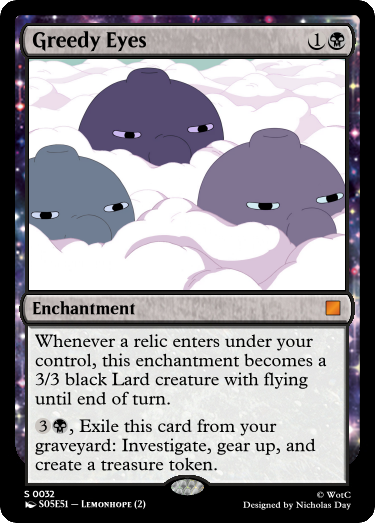 Greedy Eyes 1
Enchantment
Whenever a relic enters under your
control, this enchantment becomes a
3/3 black Lard creature with flying
until end of turn.
3, Exile this card from your
graveyard: Investigate, gear up, and
create a treasure token.
S 0032 © WotC
S05E51 – Lemonhope (2) Designed by Nicholas Day